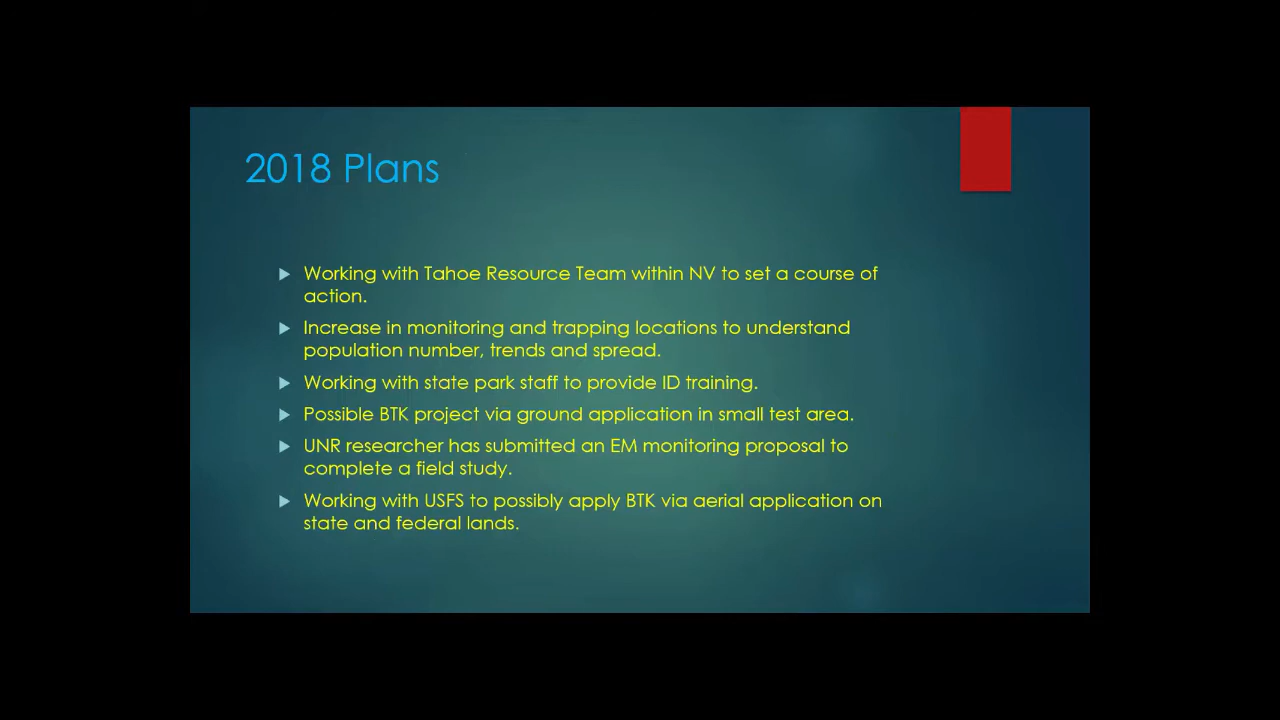 2018 Plans
Working with Tahoe Resource Team within NV to set a course of
action.
Increase in monitoring and trapping locations to understand
population number, trends and spread.
Working with state park staff to provide ID training.
Possible BTK project via ground application in small test area.
UNR researcher has submitted an EM monitoring proposal to
complete a field study.
Working with USFS to possibly apply BTK via aerial application on
state and federal lands.